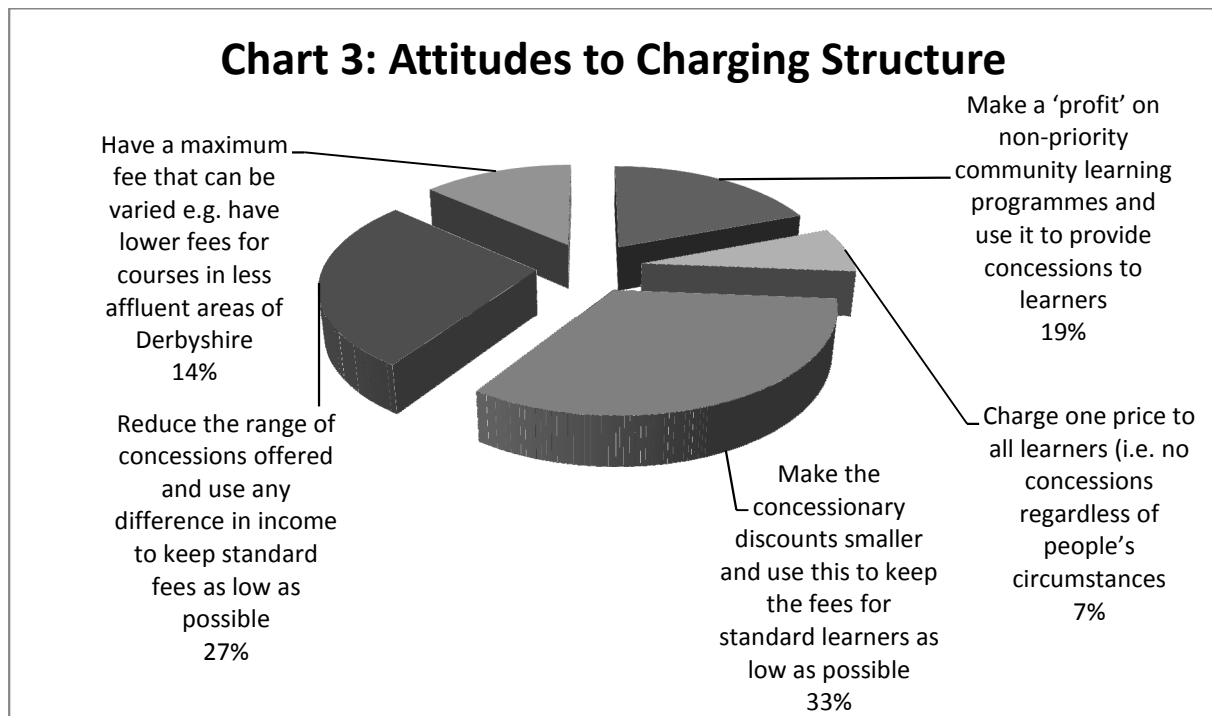 Chart 3: Attitudes to Charging Structure
Make a ‘profit’ on
non-priority
community learning
programmes and
use it to provide
concessions to
learners
19%
Charge one price to
all learners (i.e. no
concessions
regardless of
people’s
circumstances
7%
Make the
concessionary
discounts smaller
and use this to keep
the fees for
standard learners as
low as possible
33%
Reduce the range of
concessions offered
and use any
difference in income
to keep standard
fees as low as
possible
27%
Have a maximum
fee that can be
varied e.g. have
lower fees for
courses in less
affluent areas of
Derbyshire
14%